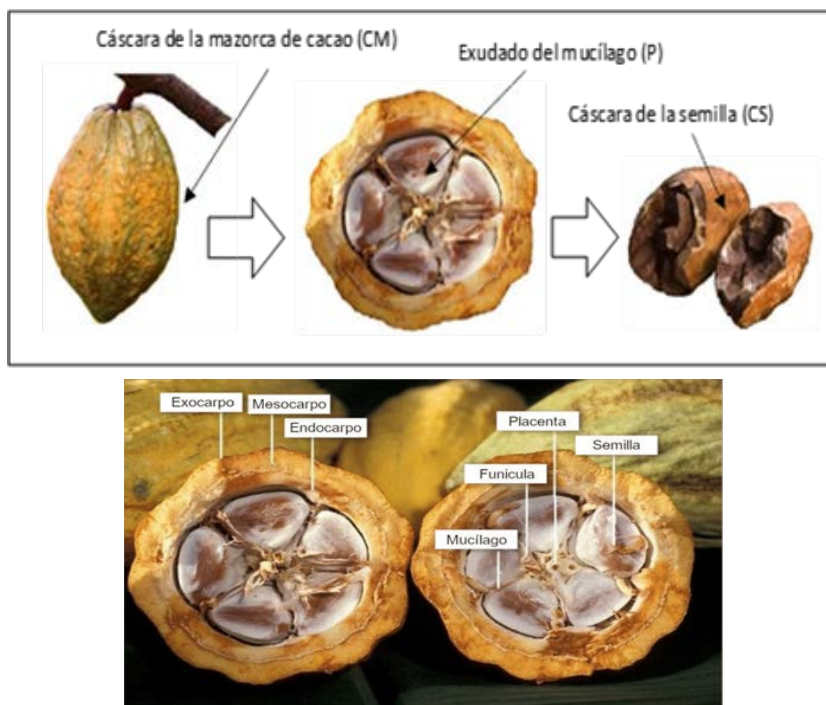 Cáscara de la mazorca de cacao (CM)
Exudado del mucílago (P)
Cáscara de la semilla (CS)
Exocarpo
Mesocarpo
Endocarpo
Placenta
Semilla
Funicula
Mucílago